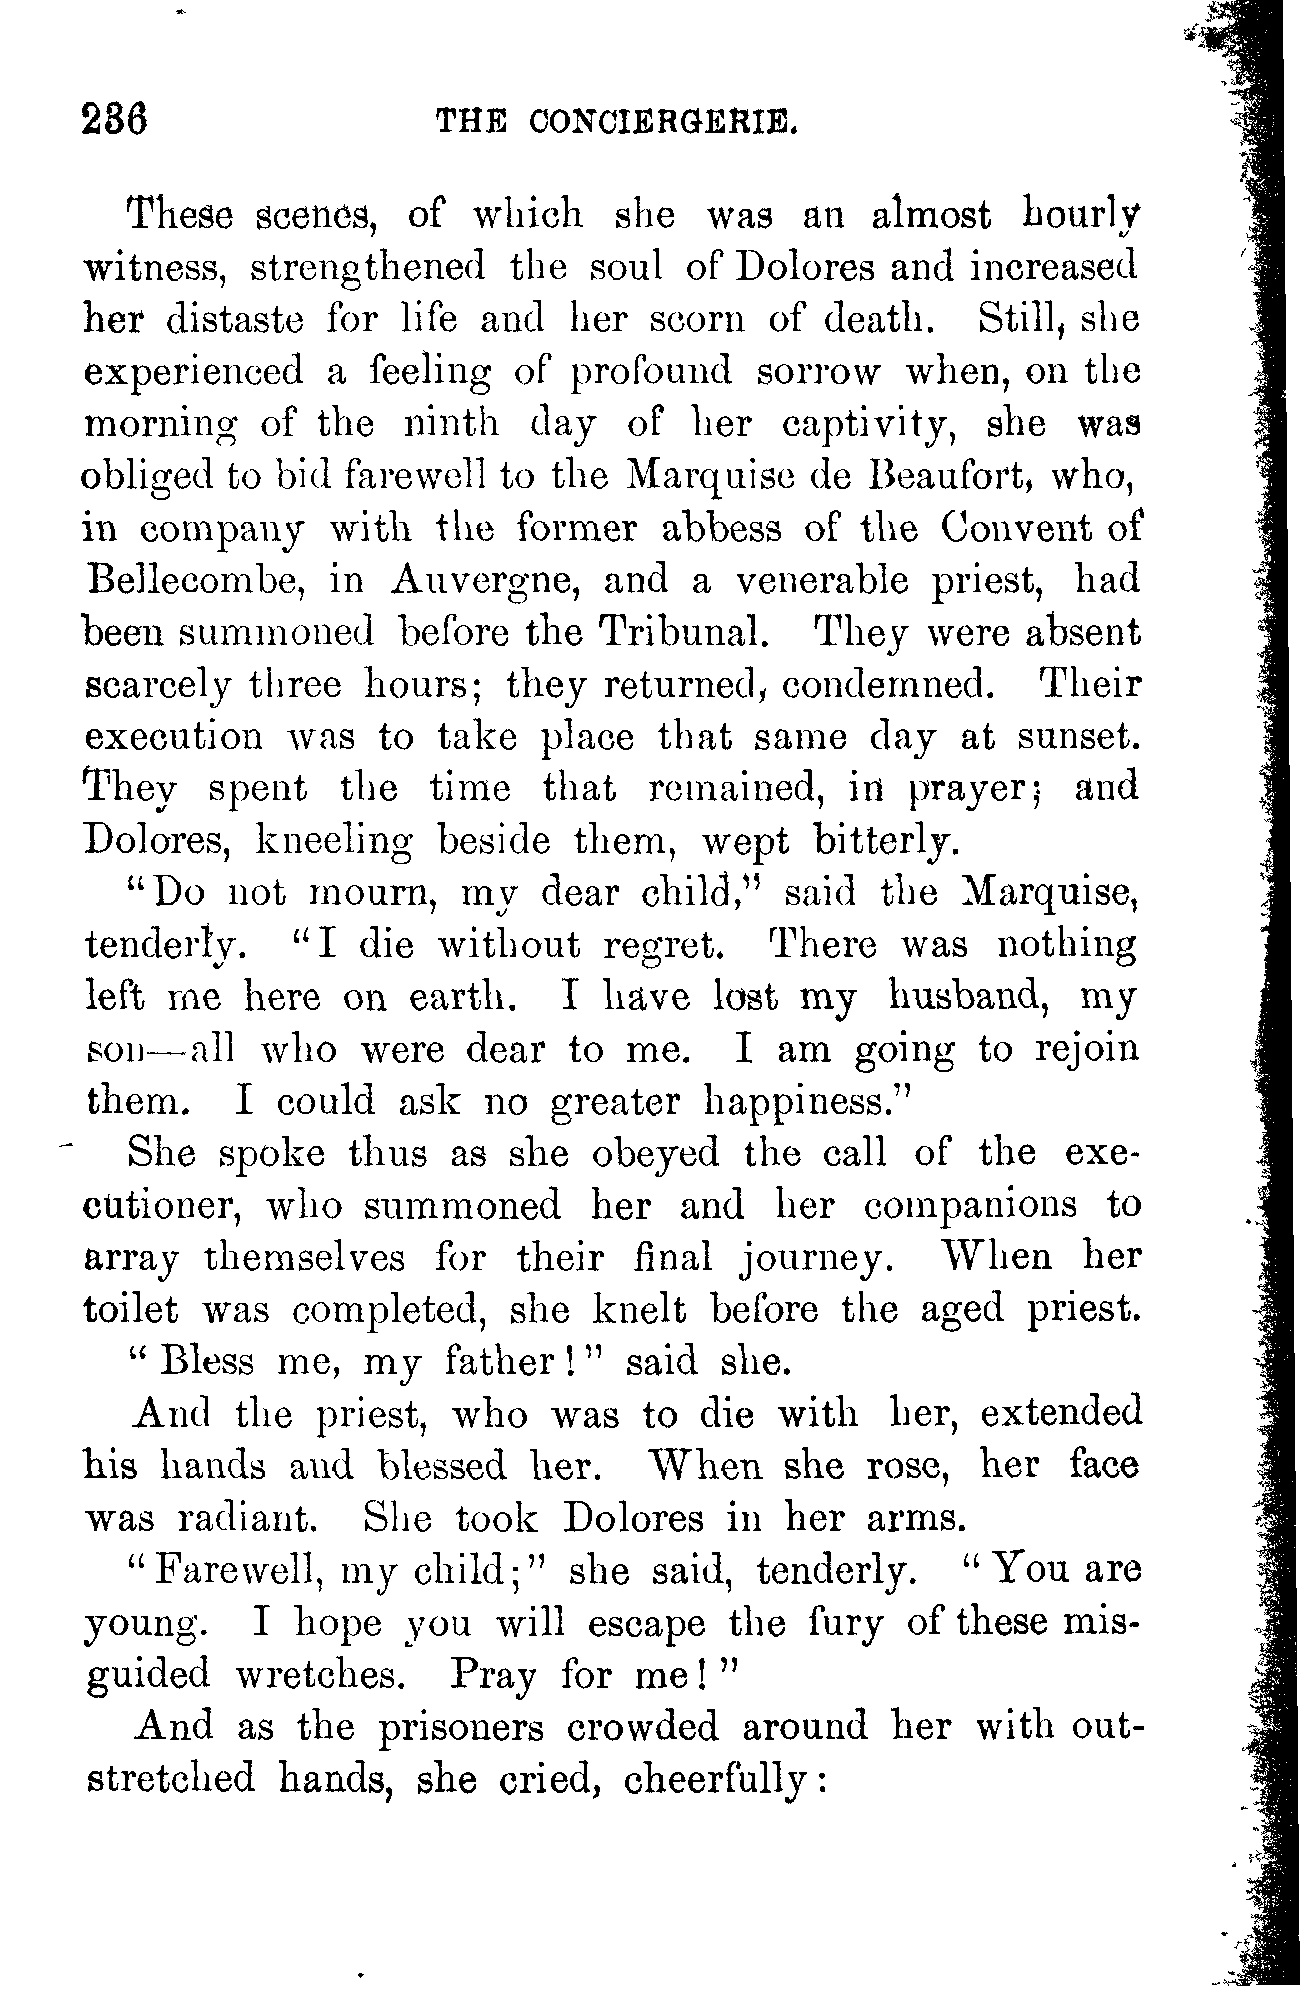 236 THE CONCIERGERIE.
These scenes, of which she was an almost hourly
witness, strengthened the soul of Dolores and increased
her distaste for life and her scorn of death. Still, she
experienced a feeling of profound sorrow when, on the
morning of the ninth day of her captivity, she was
obliged to bid farewell to the Marquise de Beaufort, who,
in company with the former abbess of the Convent of
Bellecombe, in Auvergne, and a venerable priest, had
been summoned before the Tribunal. They were absent
scarcely three hours; they returned, condemned. Their
execution was to take place that same day at sunset.
They spent the time that remained, in prayer; and
Dolores, kneeling beside them, wept bitterly.
"Do not mourn, my dear child," said the Marquise,
tenderly. "I die without regret. There was nothing
left me here on earth. I have lost my husband, my
son—all who were dear to me. I am going to rejoin
them. I could ask no greater happiness."
She spoke thus as she obeyed the call of the exe-
cutioner, who summoned her and her companions to
array themselves for their final journey. When her
toilet was completed, she knelt before the aged priest.
"Bless me, my father!" said she.
And the priest, who was to die with her, extended
his hands and blessed her. When she rose, her face
was radiant. She took Dolores in her arms.
"Farewell, my child;" she said, tenderly. "You are
young. I hope you will escape the fury of these mis-
guided wretches. Pray for me!"
And as the prisoners crowded around her with out-
stretched hands, she cried, cheerfully: